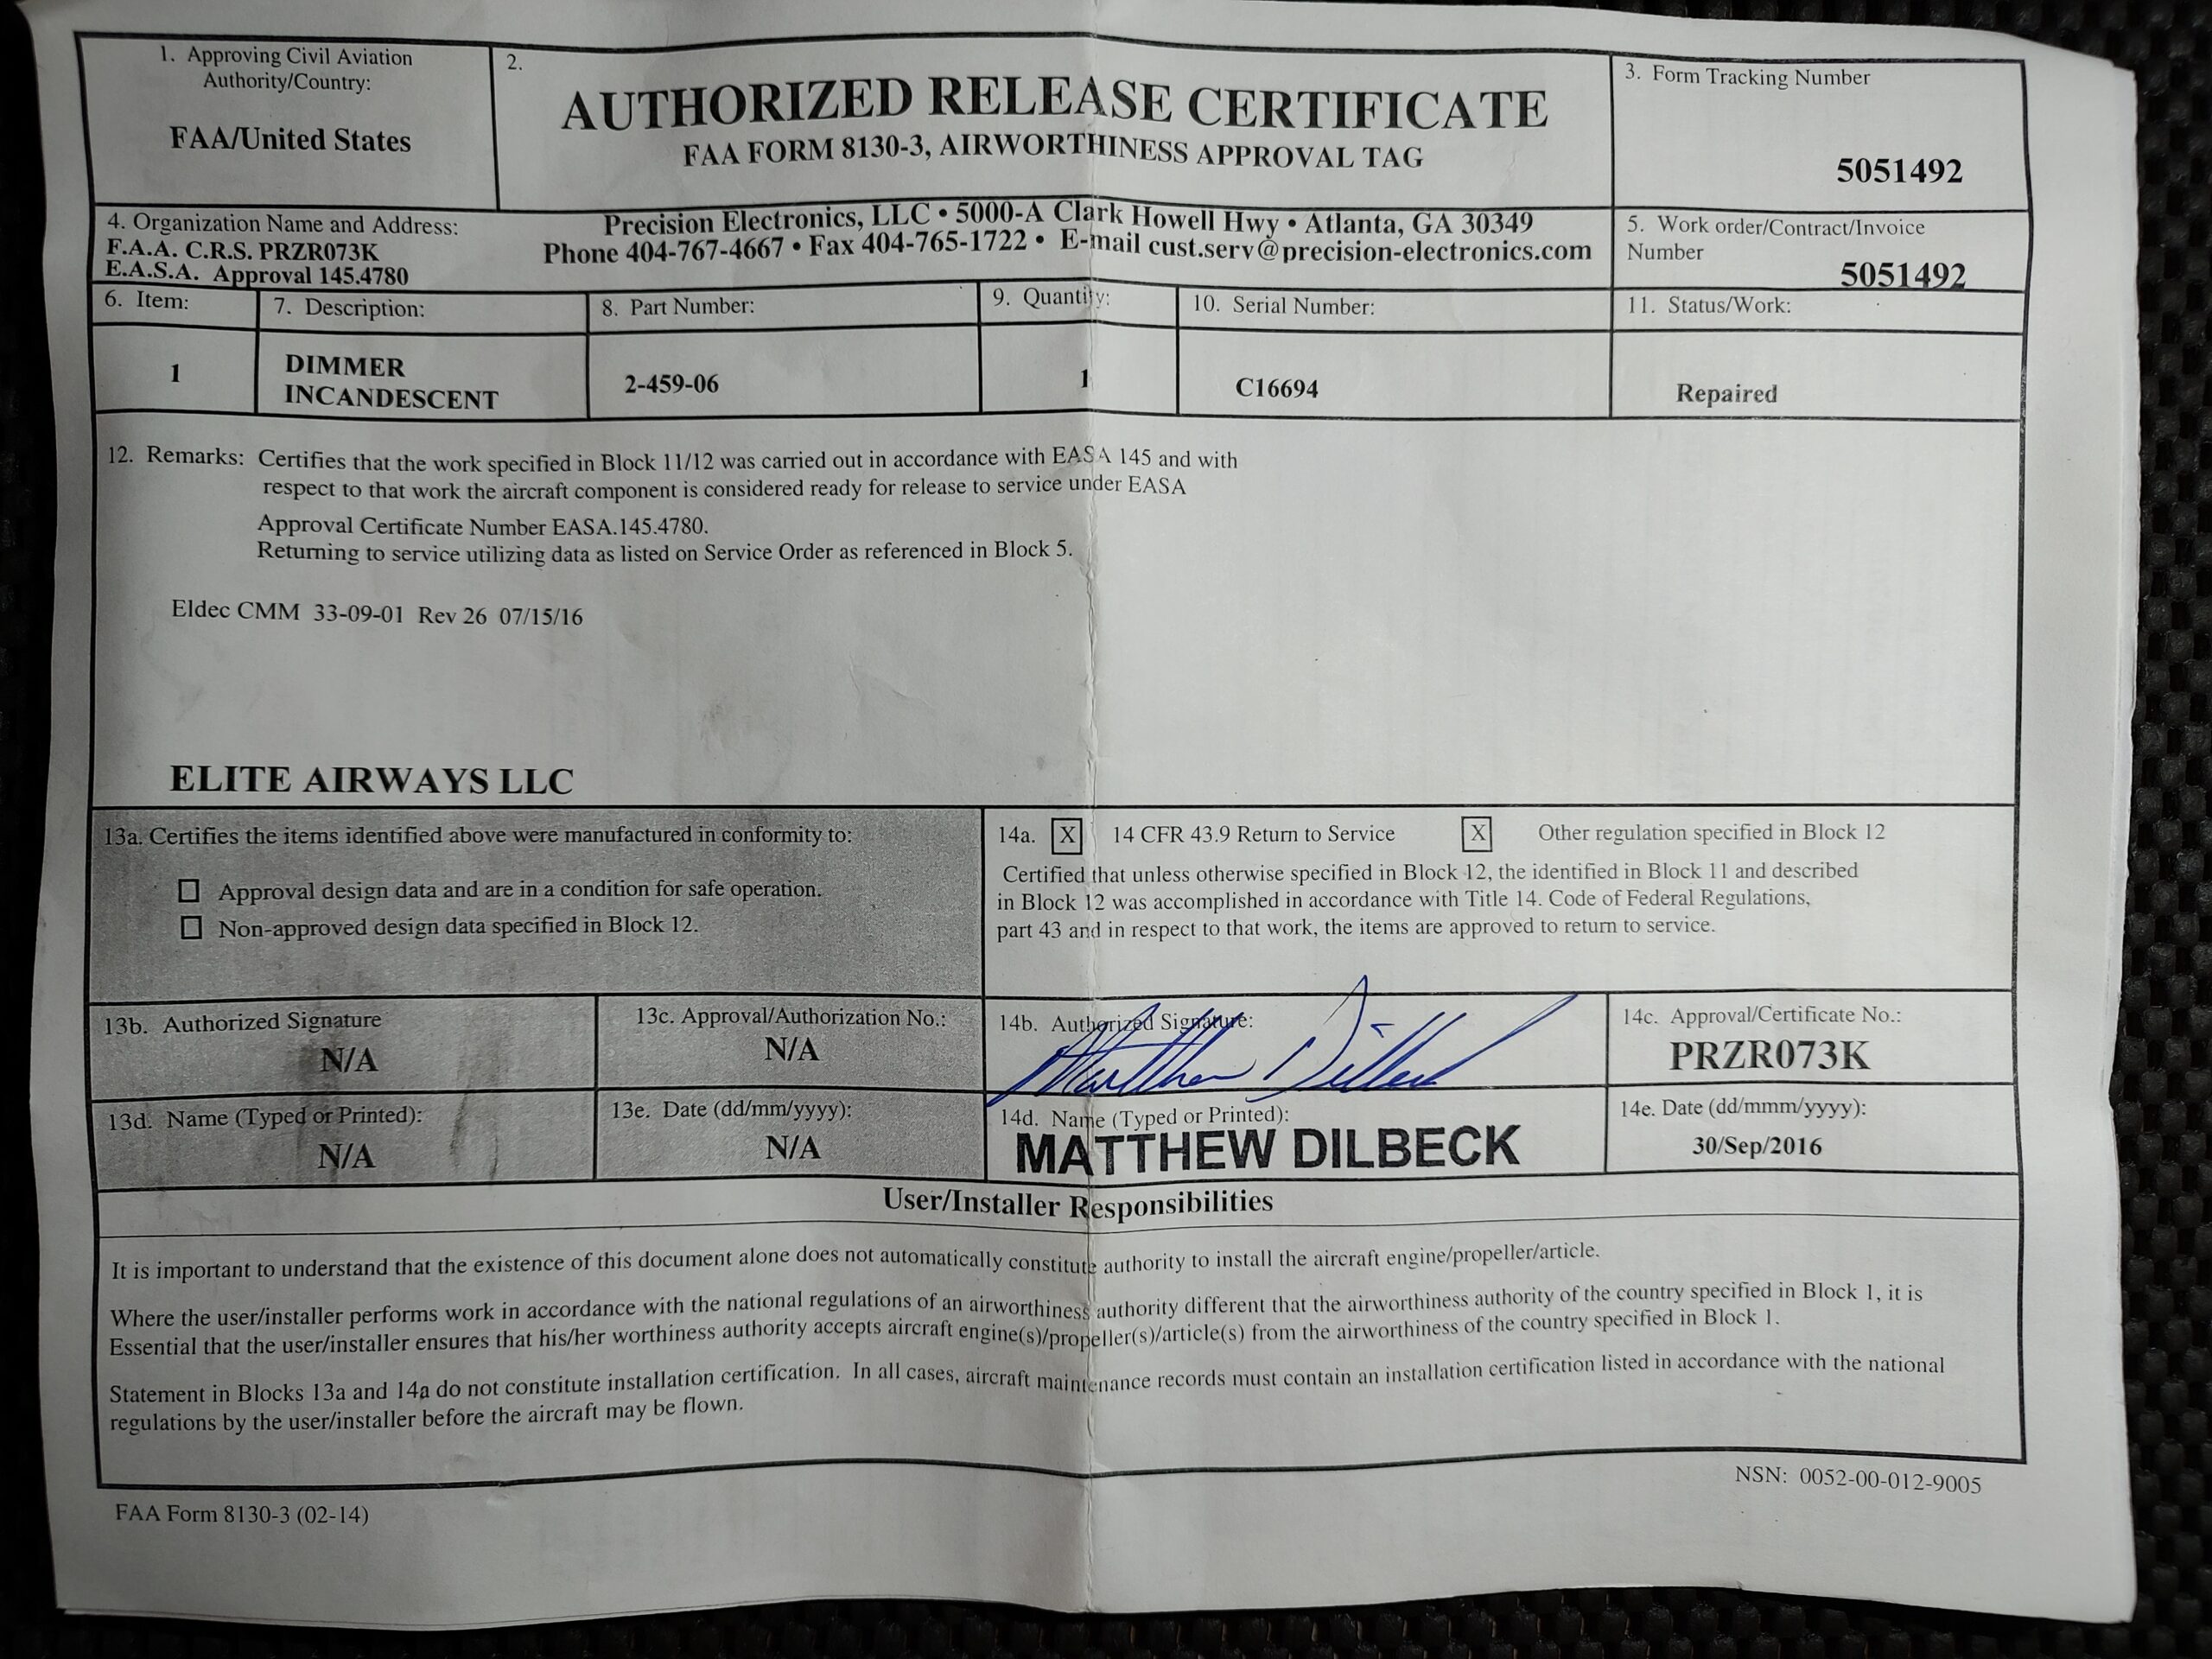 1. Approving Civil Aviation
Authority/Country:
FAA/United States
2.
AUTHORIZED RELEASE CERTIFICATE
FAA FORM 8130-3, AIRWORTHINESS APPROVAL TAG
3. Form Tracking Number
5051492
4. Organization Name and Address:
F.A.A. C.R.S. PRZR073K
E.A.S.A. Approval 145.4780
Precision Electronics, LLC • 5000-A Clark Howell Hwy • Atlanta, GA 30349
Phone 404-767-4667 • Fax 404-765-1722 • E-mail cust.serv@precision-electronics.com
5. Work order/Contract/Invoice
Number
5051492
6. Item:
7. Description:
8. Part Number:
9. Quantity:
10. Serial Number:
11. Status/Work:
1
DIMMER
INCANDESCENT
2-459-06
1
C16694
Repaired
12. Remarks: Certifies that the work specified in Block 11/12 was carried out in accordance with EASA 145 and with
respect to that work the aircraft component is considered ready for release to service under EASA
Approval Certificate Number EASA.145.4780.
Returning to service utilizing data as listed on Service Order as referenced in Block 5.
Eldec CMM 33-09-01 Rev 26 07/15/16
ELITE AIRWAYS LLC
13a. Certifies the items identified above were manufactured in conformity to:
Approval design data and are in a condition for safe operation.
Non-approved design data specified in Block 12.
14a. X 14 CFR 43.9 Return to Service X Other regulation specified in Block 12
Certified that unless otherwise specified in Block 12, the identified in Block 11 and described
in Block 12 was accomplished in accordance with Title 14. Code of Federal Regulations,
part 43 and in respect to that work, the items are approved to return to service.
13b. Authorized Signature
N/A
13c. Approval/Authorization No.:
N/A
14b. Authorized Signature:
Matthew Dilbeck
14c. Approval/Certificate No.:
PRZR073K
13d. Name (Typed or Printed):
N/A
13e. Date (dd/mm/yyyy):
N/A
14d. Name (Typed or Printed):
MATTHEW DILBECK
14e. Date (dd/mmm/yyyy):
30/Sep/2016
User/Installer Responsibilities
It is important to understand that the existence of this document alone does not automatically constitute authority to install the aircraft engine/propeller/article.
Where the user/installer performs work in accordance with the national regulations of an airworthiness authority different that the airworthiness authority of the country specified in Block 1, it is
Essential that the user/installer ensures that his/her worthiness authority accepts aircraft engine(s)/propeller(s)/article(s) from the airworthiness of the country specified in Block 1.
Statement in Blocks 13a and 14a do not constitute installation certification. In all cases, aircraft maintenance records must contain an installation certification listed in accordance with the national
regulations by the user/installer before the aircraft may be flown.
FAA Form 8130-3 (02-14)
NSN: 0052-00-012-9005